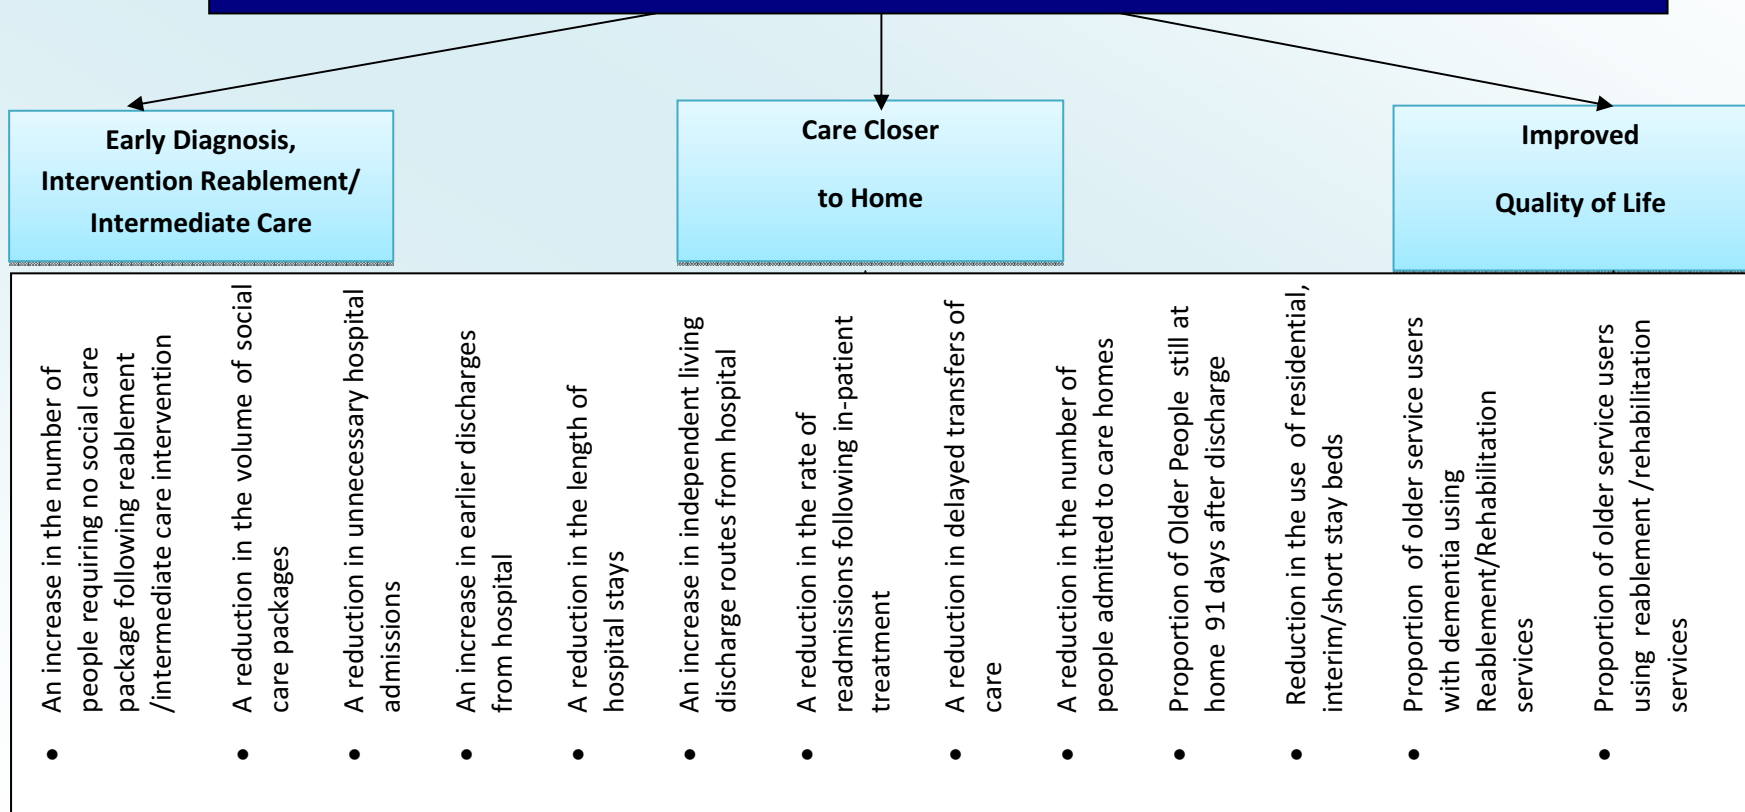 Early Diagnosis,
Intervention Reablement/
Intermediate Care
Care Closer
to Home
Improved
Quality of Life
• An increase in the number of
people requiring no social care
package following reablement
/intermediate care intervention
• A reduction in the volume of social
care packages
• A reduction in unnecessary hospital
admissions
• An increase in earlier discharges
from hospital
• A reduction in the length of
hospital stays
• An increase in independent living
discharge routes from hospital
• A reduction in the rate of
readmissions following in-patient
treatment
• A reduction in delayed transfers of
care
• A reduction in the number of
people admitted to care homes
• Proportion of Older People still at
home 91 days after discharge
• Reduction in the use of residential,
interim/short stay beds
• Proportion of older service users
with dementia using
Reablement/Rehabilitation
services
• Proportion of older service users
using reablement /rehabilitation
services